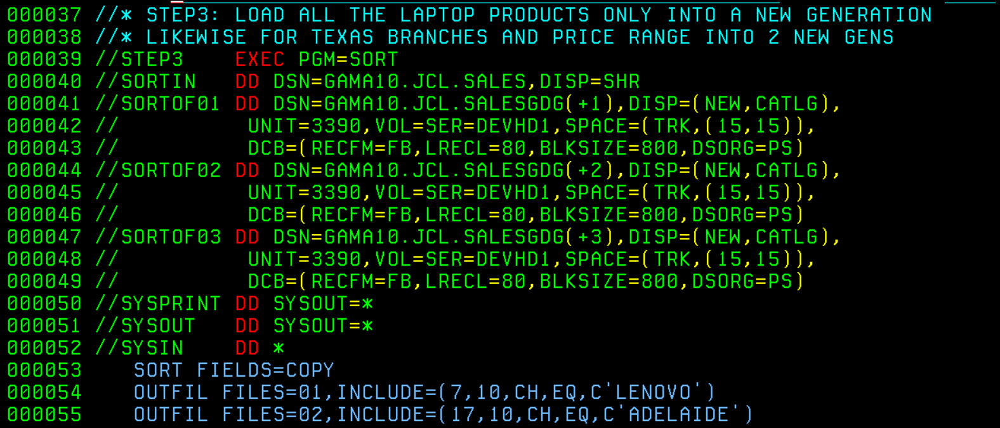 000037 //* STEP3: LOAD ALL THE LAPTOP PRODUCTS ONLY INTO A NEW GENERATION
000038 //* LIKEWISE FOR TEXAS BRANCHES AND PRICE RANGE INTO 2 NEW GENS
000039 //STEP3    EXEC PGM=SORT
000040 //SORTIN   DD DSN=GAMA10.JCL.SALES,DISP=SHR
000041 //SORTOF01 DD DSN=GAMA10.JCL.SALESGDG(+1),DISP=(NEW,CATLG),
000042 //          UNIT=3390,VOL=SER=DEVHD1,SPACE=(TRK,(15,15)),
000043 //          DCB=(RECFM=FB,LRECL=80,BLKSIZE=800,DSORG=PS)
000044 //SORTOF02 DD DSN=GAMA10.JCL.SALESGDG(+2),DISP=(NEW,CATLG),
000045 //          UNIT=3390,VOL=SER=DEVHD1,SPACE=(TRK,(15,15)),
000046 //          DCB=(RECFM=FB,LRECL=80,BLKSIZE=800,DSORG=PS)
000047 //SORTOF03 DD DSN=GAMA10.JCL.SALESGDG(+3),DISP=(NEW,CATLG),
000048 //          UNIT=3390,VOL=SER=DEVHD1,SPACE=(TRK,(15,15)),
000049 //          DCB=(RECFM=FB,LRECL=80,BLKSIZE=800,DSORG=PS)
000050 //SYSPRINT DD SYSOUT=*
000051 //SYSOUT   DD SYSOUT=*
000052 //SYSIN    DD *
000053    SORT FIELDS=COPY
000054    OUTFIL FILES=01,INCLUDE=(7,10,CH,EQ,C'LENOVO')
000055    OUTFIL FILES=02,INCLUDE=(17,10,CH,EQ,C'ADELAIDE')